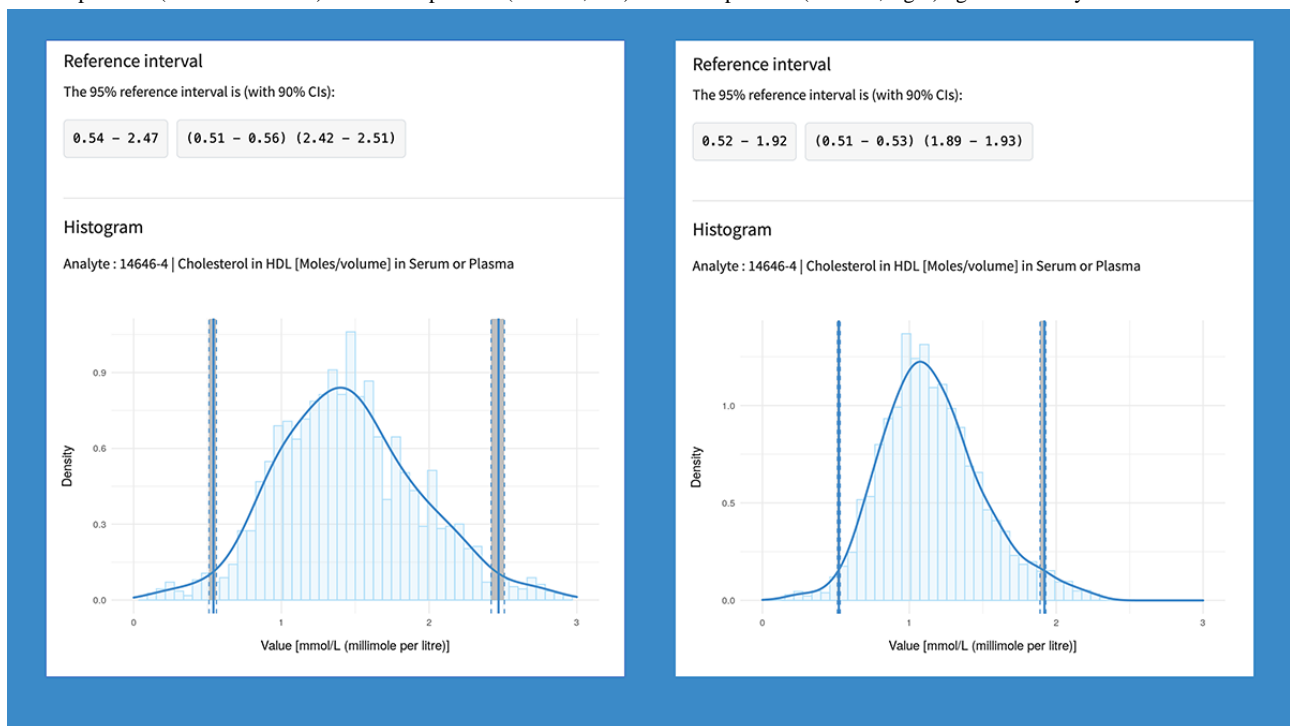 Reference interval
The 95% reference interval is (with 90% CIs):
0.54 – 2.47
(0.51 – 0.56) (2.42 – 2.51)
Histogram
Analyte : 14646-4 | Cholesterol in HDL [Moles/volume] in Serum or Plasma
Density
0.9
0.6
0.3
0.0
0
1
2
3
Value [mmol/L (millimole per litre)]
Reference interval
The 95% reference interval is (with 90% CIs):
0.52 – 1.92
(0.51 – 0.53) (1.89 – 1.93)
Histogram
Analyte : 14646-4 | Cholesterol in HDL [Moles/volume] in Serum or Plasma
Density
1.0
0.5
0.0
0
1
2
3
Value [mmol/L (millimole per litre)]